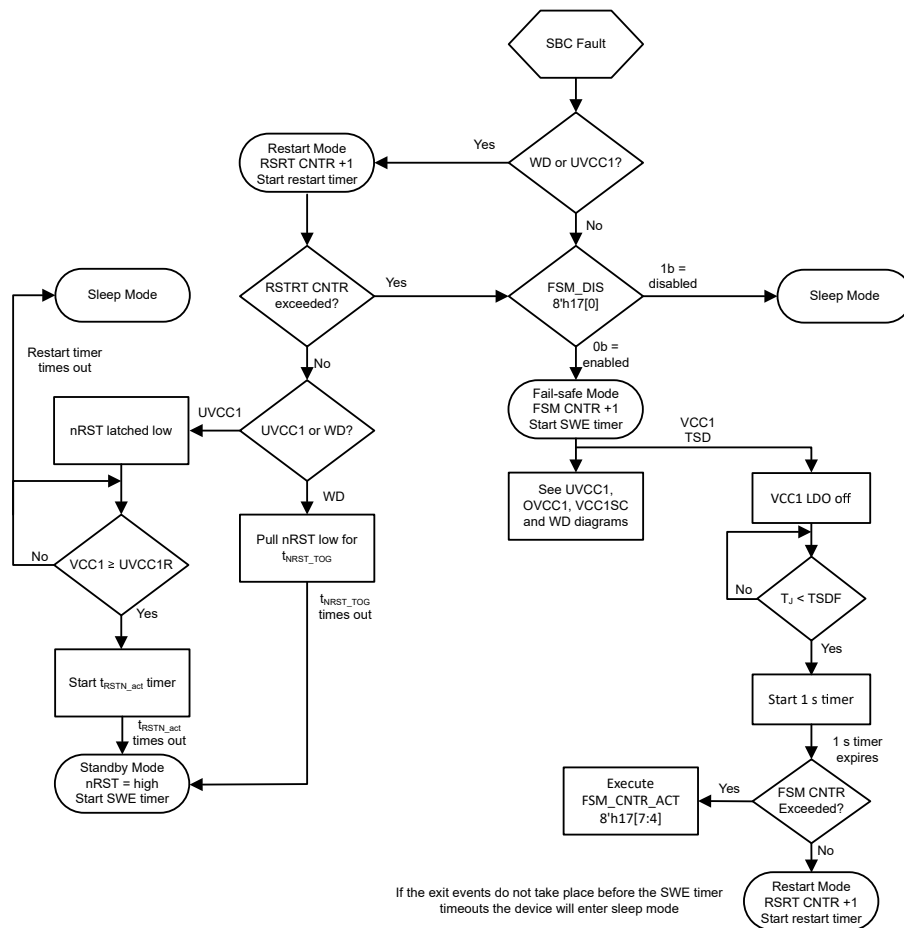 SBC Fault
WD or UVCC1?
Yes
No
Restart Mode
RSRT CNTR +1
Start restart timer
RSTRT CNTR
exceeded?
Yes
No
FSM_DIS
8'h17[0]
1b =
disabled
Sleep Mode
0b =
enabled
Sleep Mode
Restart timer
times out
nRST latched low
UVCC1
UVCC1 or WD?
WD
Fail-safe Mode
FSM CNTR +1
Start SWE timer
VCC1
TSD
See UVCC1,
OVCC1, VCC1SC
and WD diagrams
VCC1 LDO off
Pull nRST low for
tNRST_TOG
tNRST_TOG
times out
VCC1 ≥ UVCC1R
No
Yes
TJ < TSDF
No
Yes
Start tRSTN_act timer
tRSTN_act
times out
Start 1 s timer
1 s timer
expires
Standby Mode
nRST = high
Start SWE timer
FSM CNTR
Exceeded?
Yes
No
Execute
FSM_CNTR_ACT
8'h17[7:4]
Restart Mode
RSRT CNTR +1
Start restart timer
If the exit events do not take place before the SWE timer
timeouts the device will enter sleep mode